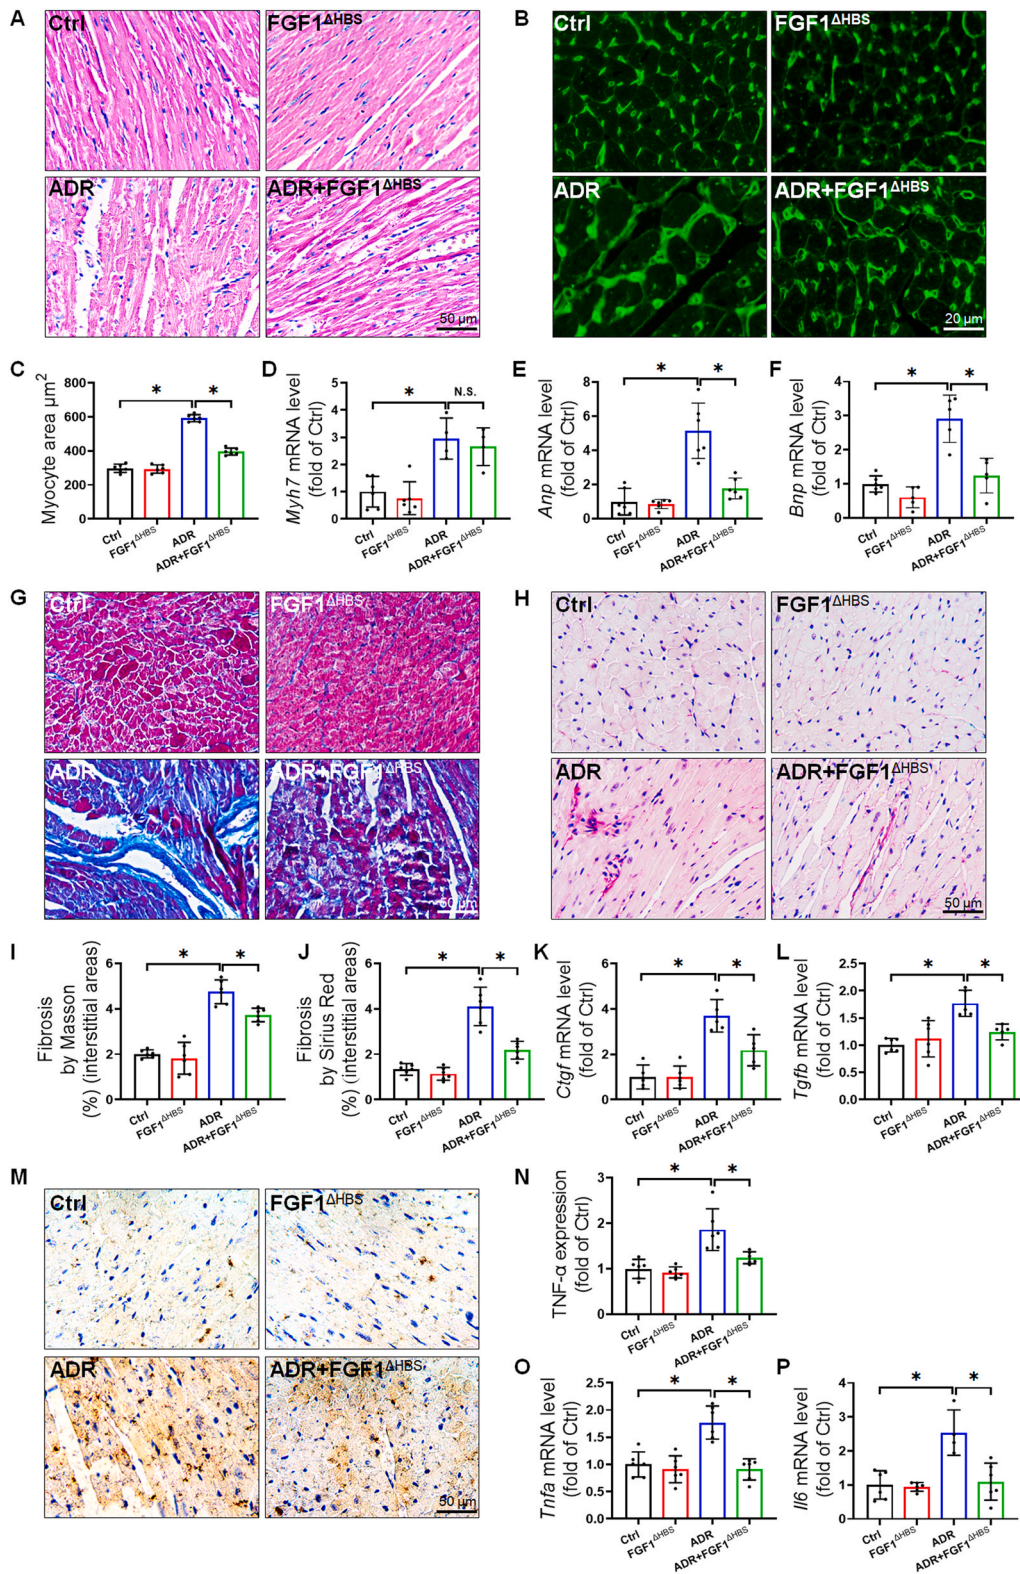 A
Ctrl
FGF1ΔHBS
ADR
ADR+FGF1ΔHBS
50 µm
B
Ctrl
FGF1ΔHBS
ADR
ADR+FGF1ΔHBS
20 µm
C
Myocyte area µm2
800
600
400
200
0
*
*
Ctrl
FGF1ΔHBS
ADR
ADR+FGF1ΔHBS
D
Myh7 mRNA level
(fold of Ctrl)
5
4
3
2
1
0
*
N.S.
Ctrl
FGF1ΔHBS
ADR
ADR+FGF1ΔHBS
E
Anp mRNA level
(fold of Ctrl)
8
6
4
2
0
*
*
Ctrl
FGF1ΔHBS
ADR
ADR+FGF1ΔHBS
F
Bnp mRNA level
(fold of Ctrl)
4
3
2
1
0
*
*
Ctrl
FGF1ΔHBS
ADR
ADR+FGF1ΔHBS
G
Ctrl
FGF1ΔHBS
ADR
ADR+FGF1ΔHBS
50 µm
H
Ctrl
FGF1ΔHBS
ADR
ADR+FGF1ΔHBS
50 µm
I
Fibrosis
by Masson
(%) (interstitial areas)
6
4
2
0
*
*
Ctrl
FGF1ΔHBS
ADR
ADR+FGF1ΔHBS
J
Fibrosis
by Sirius Red
(%) (interstitial areas)
6
4
2
0
*
*
Ctrl
FGF1ΔHBS
ADR
ADR+FGF1ΔHBS
K
Ctgf mRNA level
(fold of Ctrl)
5
4
3
2
1
0
*
*
Ctrl
FGF1ΔHBS
ADR
ADR+FGF1ΔHBS
L
Tgfb mRNA level
(fold of Ctrl)
2.5
2.0
1.5
1.0
0.5
0.0
*
*
Ctrl
FGF1ΔHBS
ADR
ADR+FGF1ΔHBS
M
Ctrl
FGF1ΔHBS
ADR
ADR+FGF1ΔHBS
50 µm
N
TNF-α expression
(fold of Ctrl)
3
2
1
0
*
*
Ctrl
FGF1ΔHBS
ADR
ADR+FGF1ΔHBS
O
Tnfa mRNA level
(fold of Ctrl)
2.5
2.0
1.5
1.0
0.5
0.0
*
*
Ctrl
FGF1ΔHBS
ADR
ADR+FGF1ΔHBS
P
Il6 mRNA level
(fold of Ctrl)
4
3
2
1
0
*
*
Ctrl
FGF1ΔHBS
ADR
ADR+FGF1ΔHBS